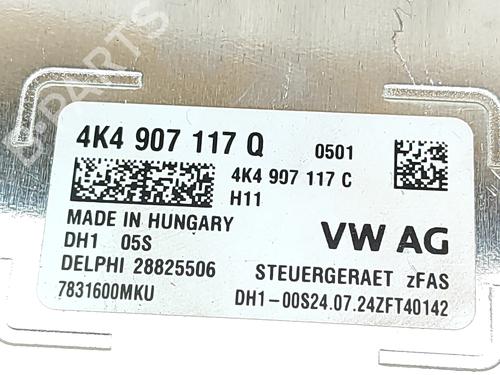 B-PARTS
4K4 907 117 Q 0501
4K4 907 117 C
H11
MADE IN HUNGARY
DH1 05S
VW AG
DELPHI 28825506 STEUERGERAET zFAS
7831600MKU DH1-00S24.07.24ZFT40142